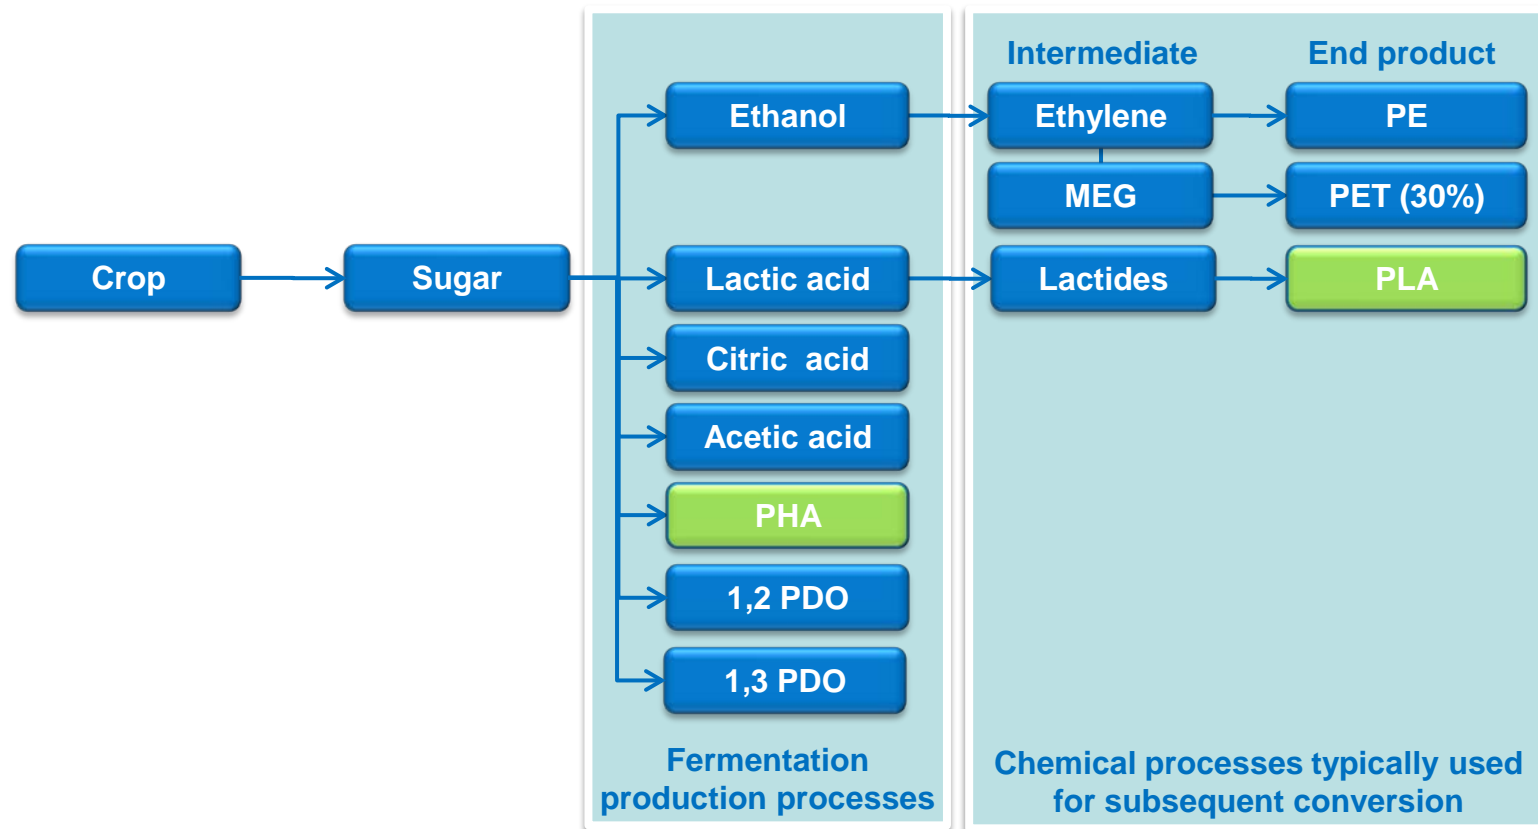 Intermediate
End product
Ethanol
Ethylene
PE
MEG
PET (30%)
Crop
Sugar
Lactic acid
Lactides
PLA
Citric  acid
Acetic acid
PHA
1,2 PDO
1,3 PDO
Fermentation
production processes
Chemical processes typically used
for subsequent conversion